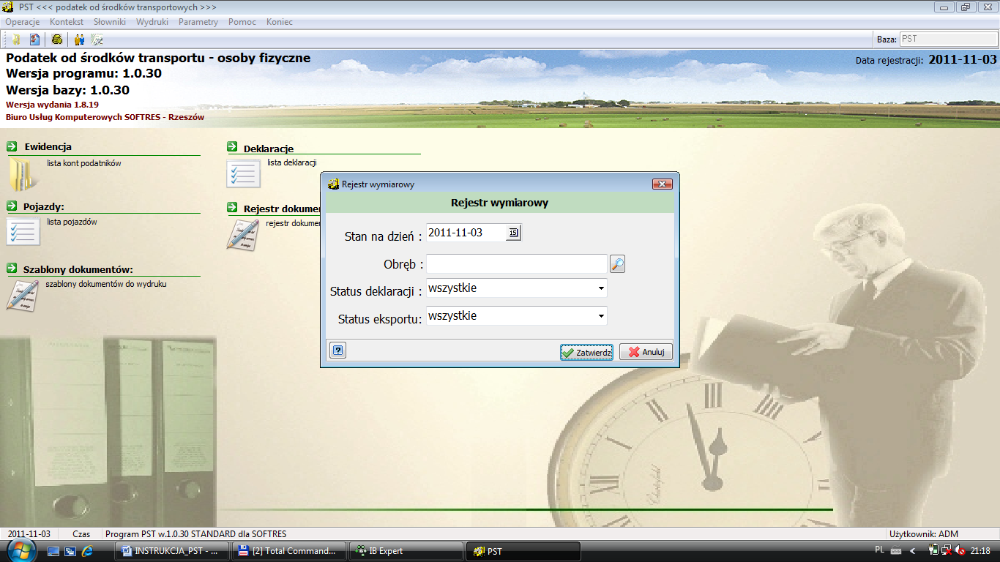 PST <<< podatek od środków transportowych >>>
Operacje Kontekst Słowniki Wydruki Parametry Pomoc Koniec
Baza: PST
Podatek od środków transportu - osoby fizyczne
Data rejestracji: 2011-11-03
Wersja programu: 1.0.30
Wersja bazy: 1.0.30
Wersja wydania 1.8.19
Biuro Usług Komputerowych SOFTRES - Rzeszów
Ewidencja
lista kont podatników
Pojazdy:
lista pojazdów
Szablony dokumentów:
szablony dokumentów do wydruku
Deklaracje
lista deklaracji
Rejestr dokumen
rejestr dokumen
Rejestr wymiarowy
Rejestr wymiarowy
Stan na dzień : 2011-11-03 15
Obręb :
Status deklaracji : wszystkie
Status eksportu: wszystkie
? Zatwierdz Anuluj
2011-11-03 Czas Program PST w.1.0.30 STANDARD dla SOFTRES Użytkownik: ADM
INSTRUKCJA_PST - ... [2] Total Command... IB Expert PST PL 21:18